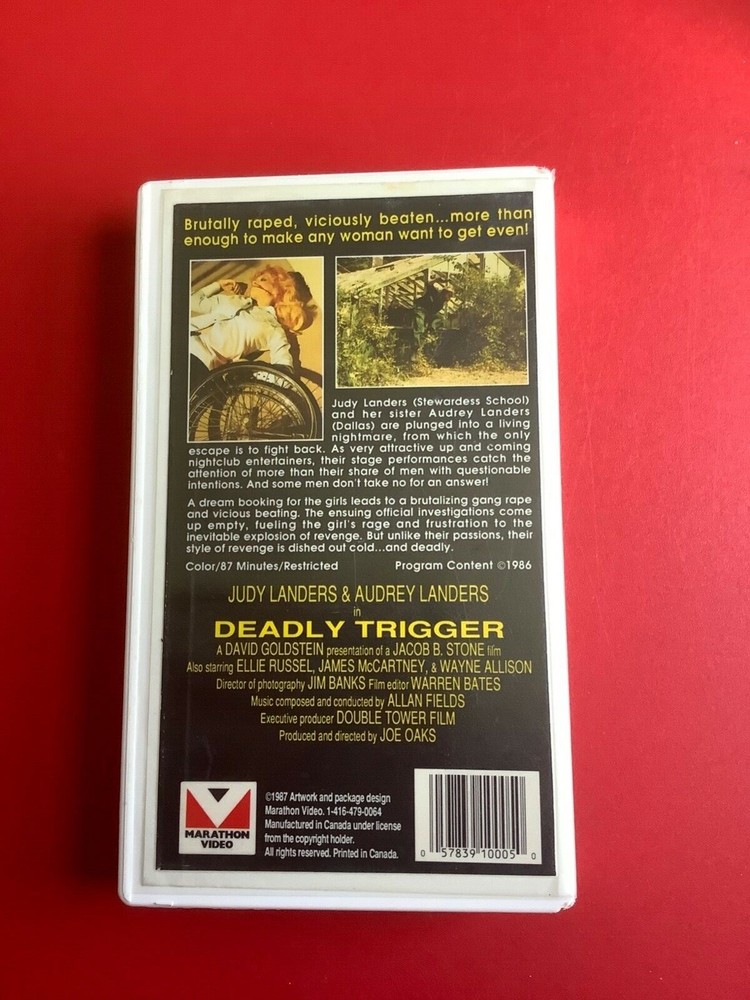 Brutally raped, viciously beaten...more than
enough to make any woman want to get even!
Judy Landers (Stewardess School)
and her sister Audrey Landers
(Dallas) are plunged into a living
nightmare, from which the only
escape is to fight back. As very attractive up and coming
nightclub entertainers, their stage performances catch the
attention of more than their share of men with questionable
intentions. And some men don't take no for an answer!
A dream booking for the girls leads to a brutalizing gang rape
and vicious beating. The ensuing official investigations come
up empty, fueling the girl's rage and frustration to the
inevitable explosion of revenge. But unlike their passions, their
style of revenge is dished out cold...and deadly.
Color/87 Minutes/Restricted Program Content ©1986
JUDY LANDERS & AUDREY LANDERS
in
DEADLY TRIGGER
A DAVID GOLDSTEIN presentation of a JACOB B. STONE film
Also starring ELLIE RUSSEL, JAMES McCARTNEY, & WAYNE ALLISON
Director of photography JIM BANKS Film editor WARREN BATES
Music composed and conducted by ALLAN FIELDS
Executive producer DOUBLE TOWER FILM
Produced and directed by JOE OAKS
MARATHON
VIDEO
©1987 Artwork and package design
Marathon Video. 1-416-479-0064
Manufactured in Canada under license
from the copyright holder.
All rights reserved. Printed in Canada.
0 57839 10005 0